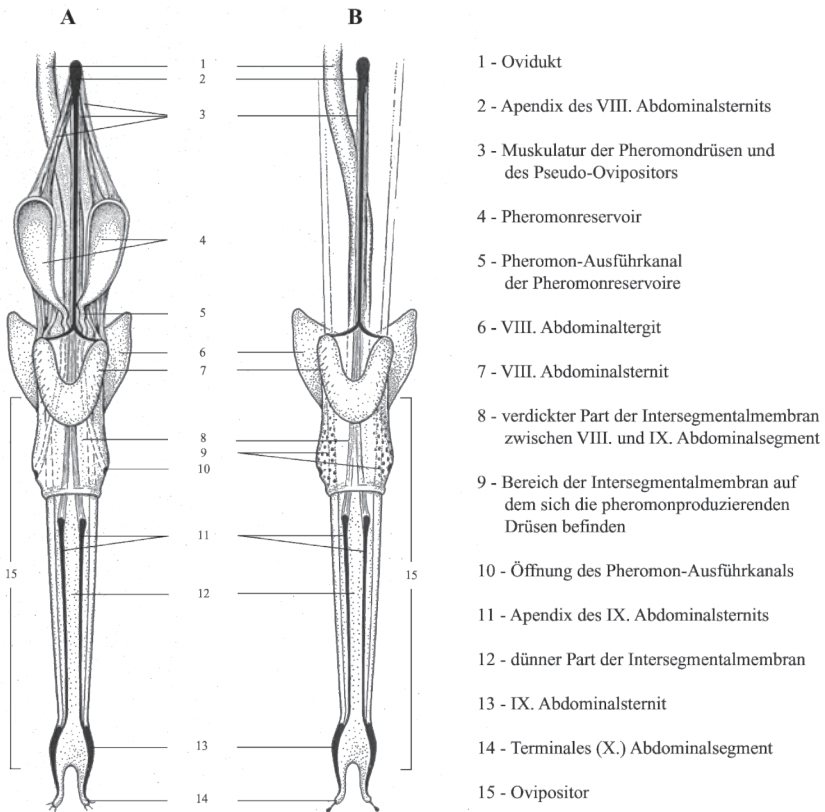 A
B
1
2
3
4
5
6
7
8
9
10
11
12
13
14
15
15
1 - Ovidukt
2 - Apendix des VIII. Abdominalsternits
3 - Muskulatur der Pheromondrüsen und
des Pseudo-Ovipositors
4 - Pheromonreservoir
5 - Pheromon-Ausführkanal
der Pheromonreservoire
6 - VIII. Abdominaltergit
7 - VIII. Abdominalsternit
8 - verdickter Part der Intersegmentalmembran
zwischen VIII. und IX. Abdominalsegment
9 - Bereich der Intersegmentalmembran auf
dem sich die pheromonproduzierenden
Drüsen befinden
10 - Öffnung des Pheromon-Ausführkanals
11 - Apendix des IX. Abdominalsternits
12 - dünner Part der Intersegmentalmembran
13 - IX. Abdominalsternit
14 - Terminales (X.) Abdominalsegment
15 - Ovipositor